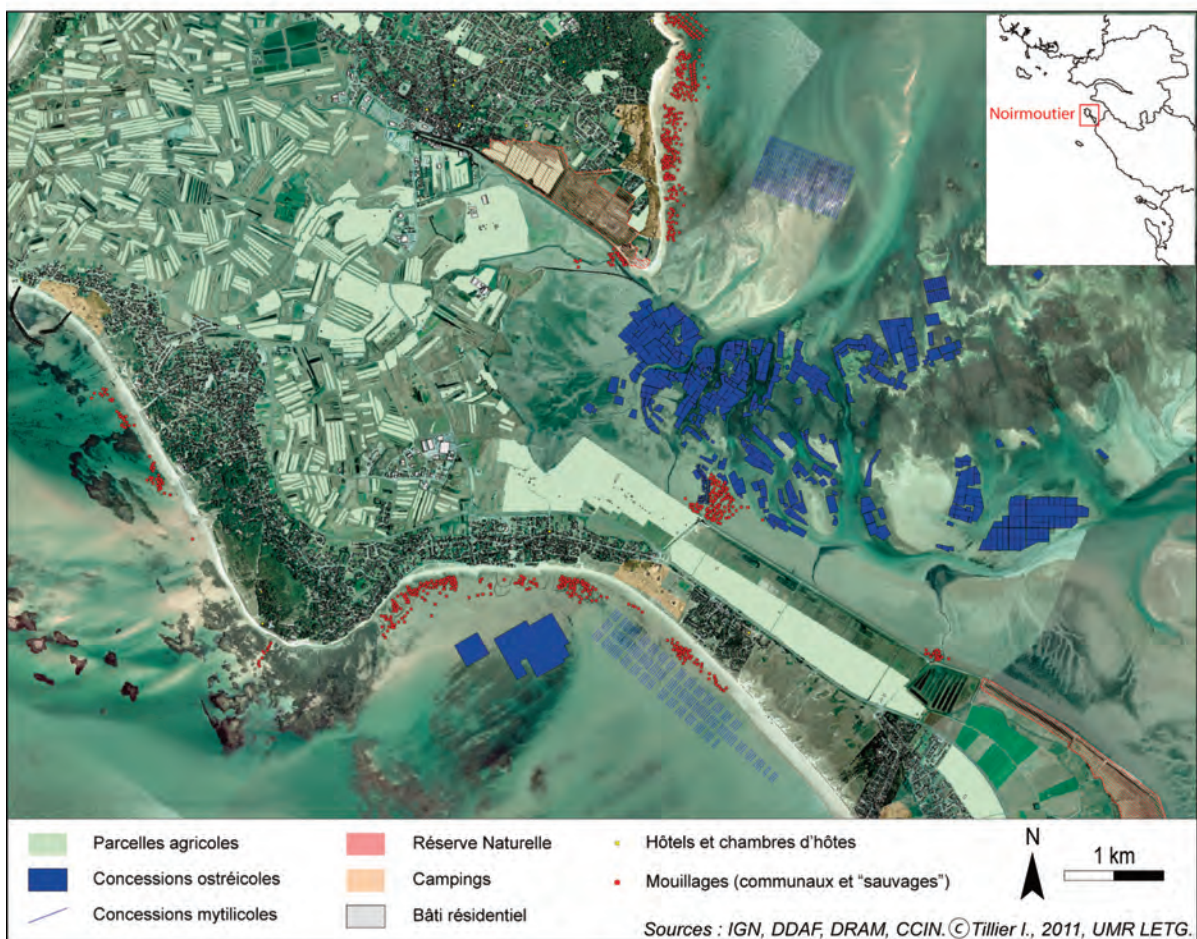 Noirmoutier
Parcelles agricoles
Concessions ostréicoles
Concessions mytilicoles
Réserve Naturelle
Campings
Bâti résidentiel
Hôtels et chambres d'hôtes
Mouillages (communaux et "sauvages")
N
1 km
Sources : IGN, DDAF, DRAM, CCIN. © Tillier I., 2011, UMR LETG.